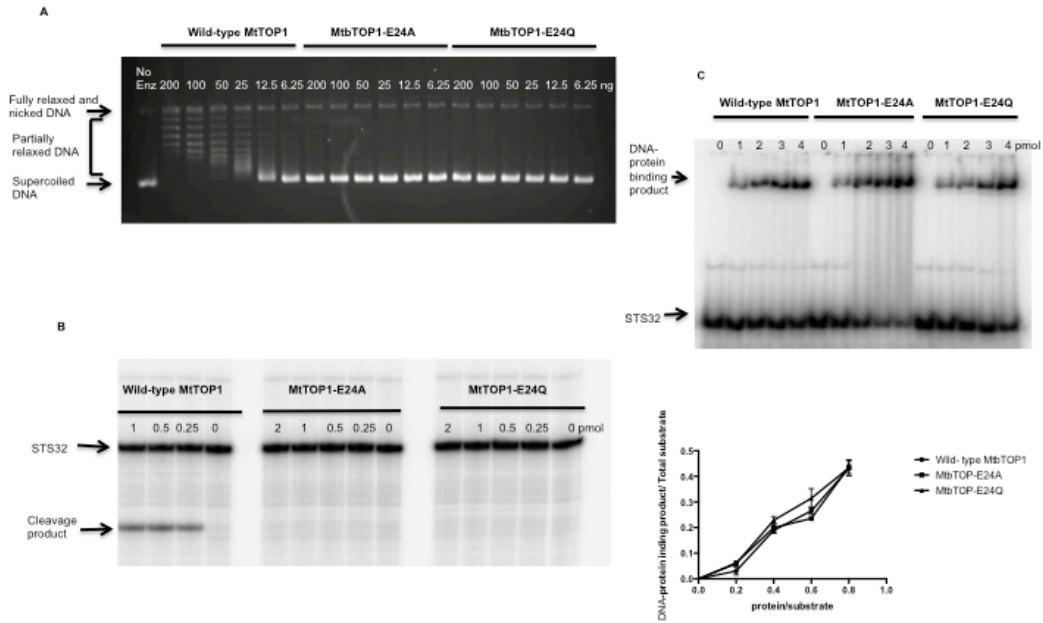 A
Wild-type MtTOP1 MtbTOP1-E24A MtbTOP1-E24Q
No
Enz 200 100 50 25 12.5 6.25 200 100 50 25 12.5 6.25 200 100 50 25 12.5 6.25 ng
Fully relaxed and
nicked DNA
Partially
relaxed DNA
Supercoiled
DNA
B
Wild-type MtTOP1 MtTOP1-E24A MtTOP1-E24Q
1 0.5 0.25 0 2 1 0.5 0.25 0 2 1 0.5 0.25 0 pmol
STS32
Cleavage
product
C
Wild-type MtTOP1 MtTOP1-E24A MtTOP1-E24Q
0 1 2 3 4 0 1 2 3 4 0 1 2 3 4 pmol
DNA-
protein
binding
product
STS32
DNA-protein inding product/ Total substrate
0.5
0.4
0.3
0.2
0.1
0.0
0.0 0.2 0.4 0.6 0.8 1.0
protein/substrate
Wild- type MtbTOP1
MtbTOP-E24A
MtbTOP-E24Q